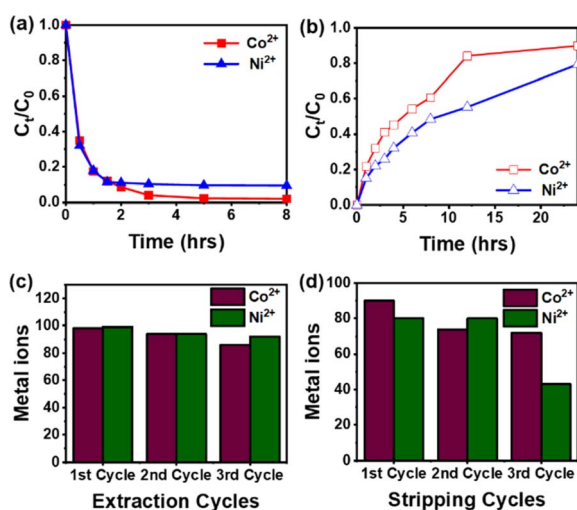 (a)
Co²⁺
Ni²⁺
Cₜ/C₀
1.0
0.8
0.6
0.4
0.2
0.0
0 2 4 6 8
Time (hrs)
(b)
Co²⁺
Ni²⁺
Cₜ/C₀
1.0
0.8
0.6
0.4
0.2
0.0
0 5 10 15 20
Time (hrs)
(c)
Co²⁺
Ni²⁺
Metal ions
120
100
80
60
40
20
0
1st Cycle 2nd Cycle 3rd Cycle
Extraction Cycles
(d)
Co²⁺
Ni²⁺
Metal ions
80
60
40
20
0
1st Cycle 2nd Cycle 3rd Cycle
Stripping Cycles